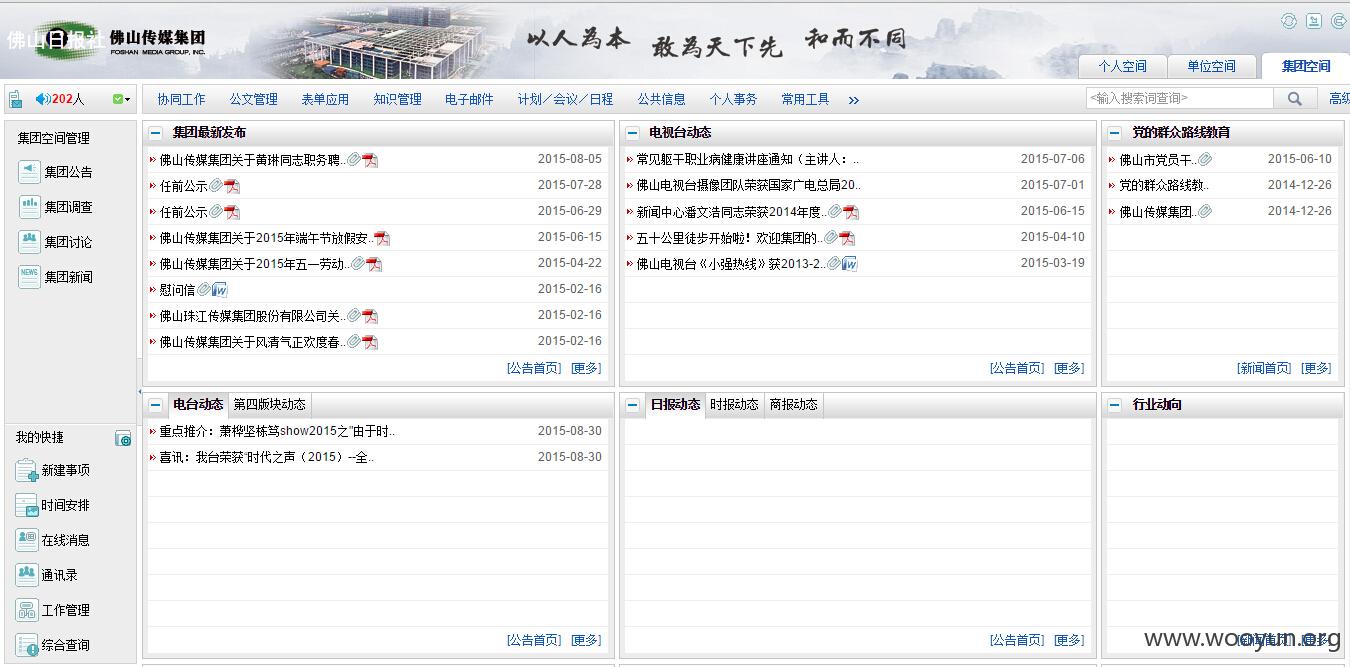 佛山日报社 佛山传媒集团
FOSHAN MEDIA GROUP, INC.
以人为本 敢为天下先 和而不同
个人空间 单位空间 集团空间
202人
协同工作 公文管理 表单应用 知识管理 电子邮件 计划／会议／日程 公共信息 个人事务 常用工具 »
<输入搜索词查询> 高级
集团空间管理
集团公告
集团调查
集团讨论
NEWS 集团新闻
我的快捷
新建事项
时间安排
在线消息
通讯录
工作管理
综合查询
集团最新发布
佛山传媒集团关于黄琳同志职务聘.. 2015-08-05
任前公示 2015-07-28
任前公示 2015-06-29
佛山传媒集团关于2015年端午节放假安.. 2015-06-15
佛山传媒集团关于2015年五一劳动.. 2015-04-22
慰问信 2015-02-16
佛山珠江传媒集团股份有限公司关.. 2015-02-16
佛山传媒集团关于风清气正欢度春.. 2015-02-16
[公告首页] [更多]
电视台动态
常见躯干职业病健康讲座通知（主讲人：.. 2015-07-06
佛山电视台摄像团队荣获国家广电总局20.. 2015-07-01
新闻中心潘文浩同志荣获2014年度.. 2015-06-15
五十公里徒步开始啦！欢迎集团的.. 2015-04-10
佛山电视台《小强热线》获2013-2.. 2015-03-19
[公告首页] [更多]
党的群众路线教育
佛山市党员干.. 2015-06-10
党的群众路线教.. 2014-12-26
佛山传媒集团.. 2014-12-26
[新闻首页] [更多]
电台动态 第四版块动态
重点推介：萧桦坚栋笃show2015之"由于时.. 2015-08-30
喜讯：我台荣获"时代之声（2015）--全.. 2015-08-30
[公告首页] [更多]
日报动态 时报动态 商报动态
[公告首页] [更多]
行业动向
[新闻首页] [更多]
www.wooyun.org